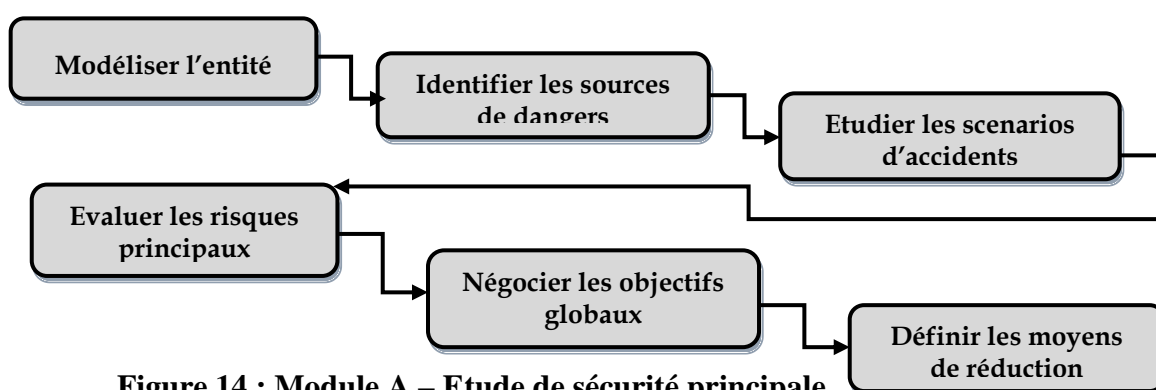 Modéliser l’entité
Identifier les sources
de dangers
Etudier les scenarios
d’accidents
Evaluer les risques
principaux
Négocier les objectifs
globaux
Définir les moyens
de réduction
Figure 14 : Module A – Etude de sécurité principale